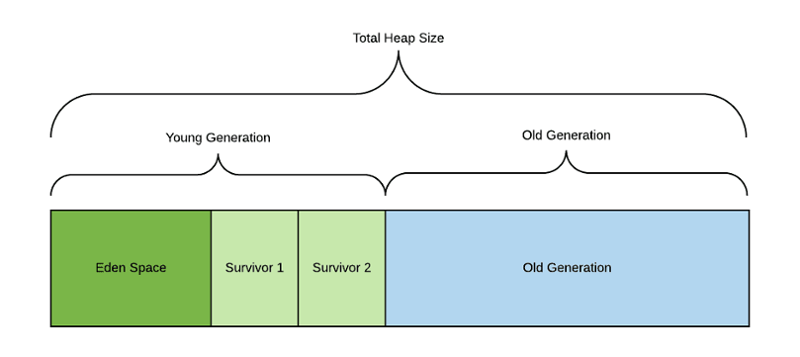 Total Heap Size
Young Generation
Old Generation
Eden Space
Survivor 1
Survivor 2
Old Generation